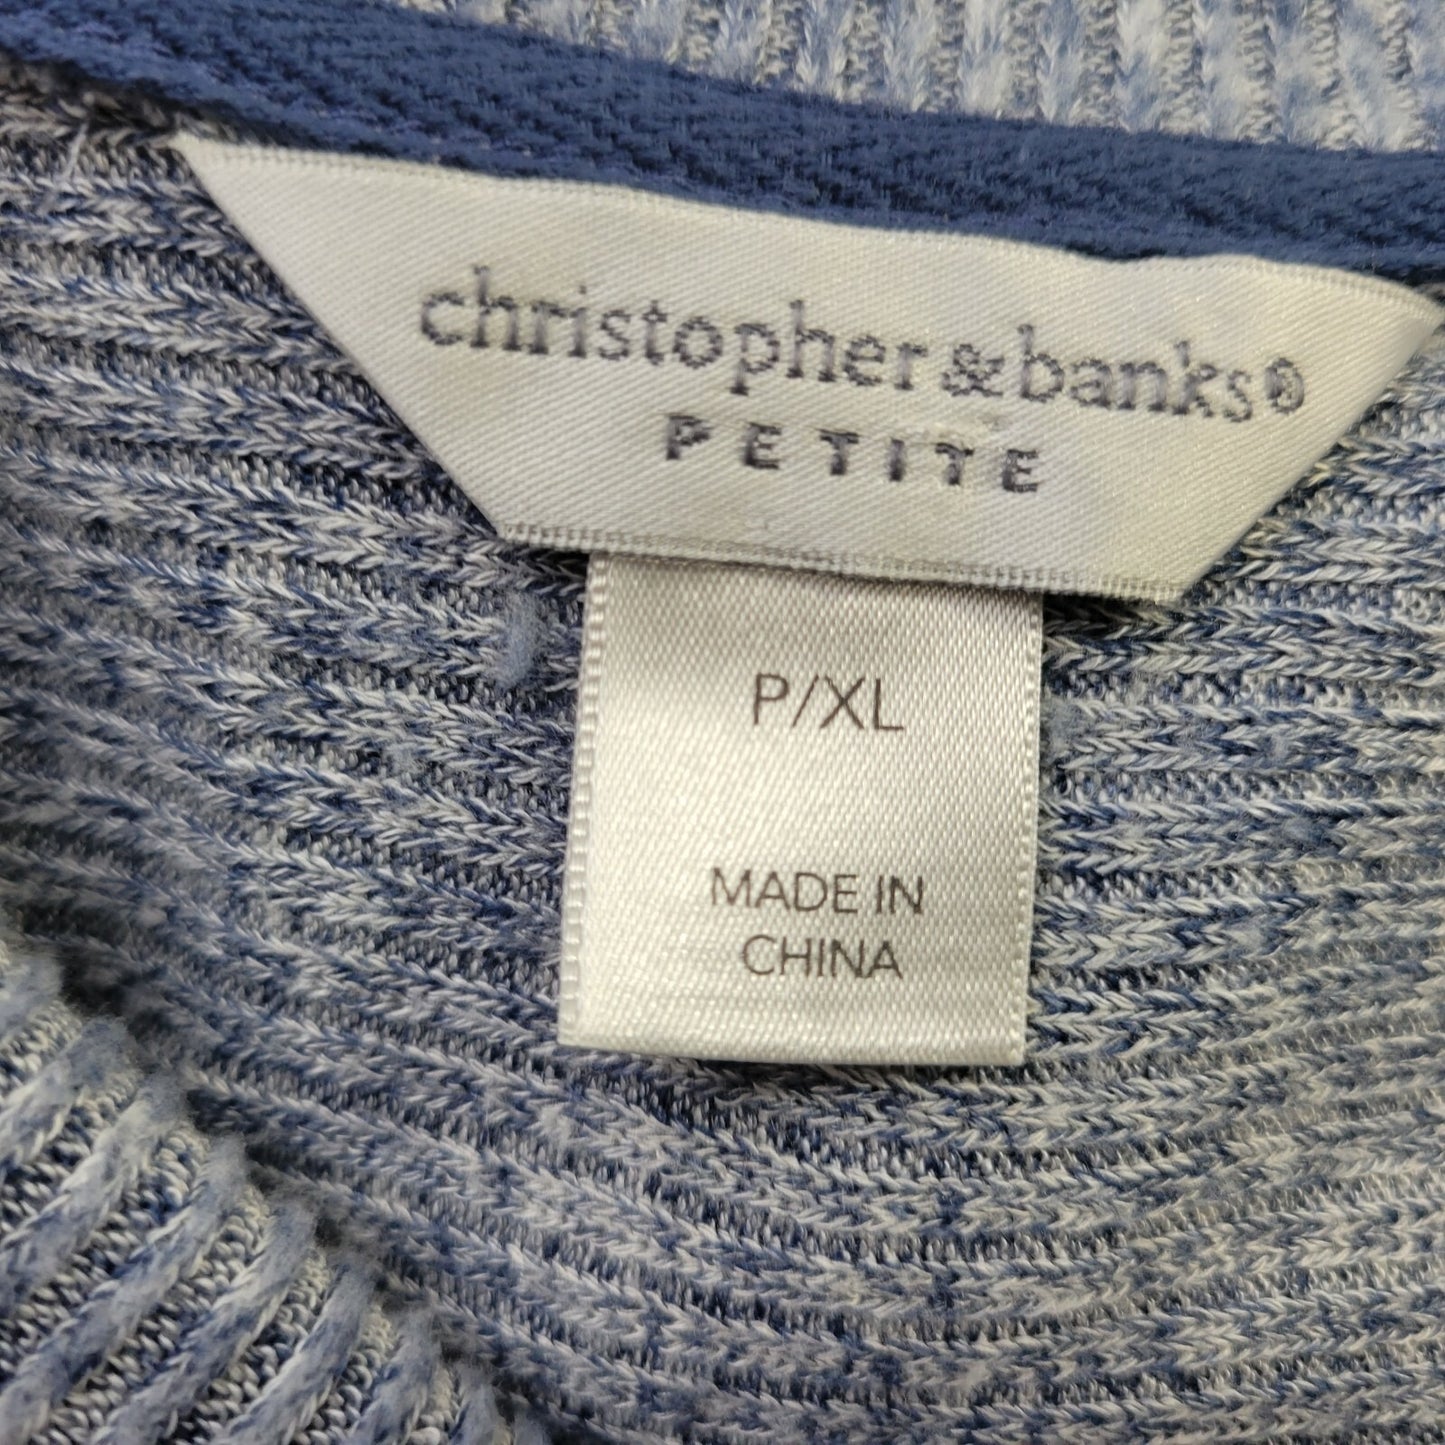 christopher & banks®
PETITE
P/XL
MADE IN
CHINA